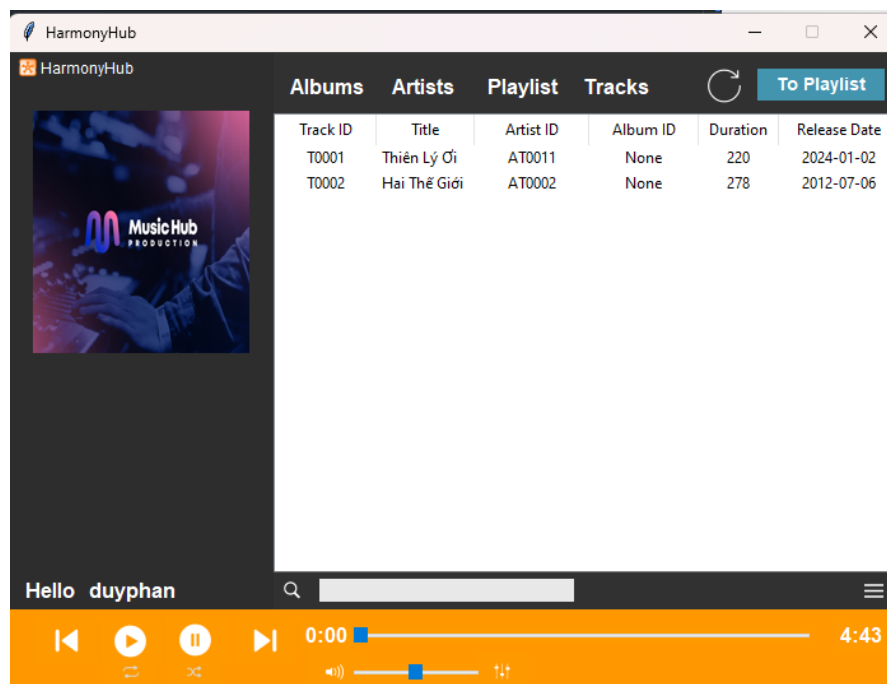 HarmonyHub
HarmonyHub
Albums Artists Playlist Tracks To Playlist
Music Hub
PRODUCTION
Track ID Title Artist ID Album ID Duration Release Date
T0001 Thiên Lý Ơi AT0011 None 220 2024-01-02
T0002 Hai Thế Giới AT0002 None 278 2012-07-06
Hello duyphan
0:00 4:43